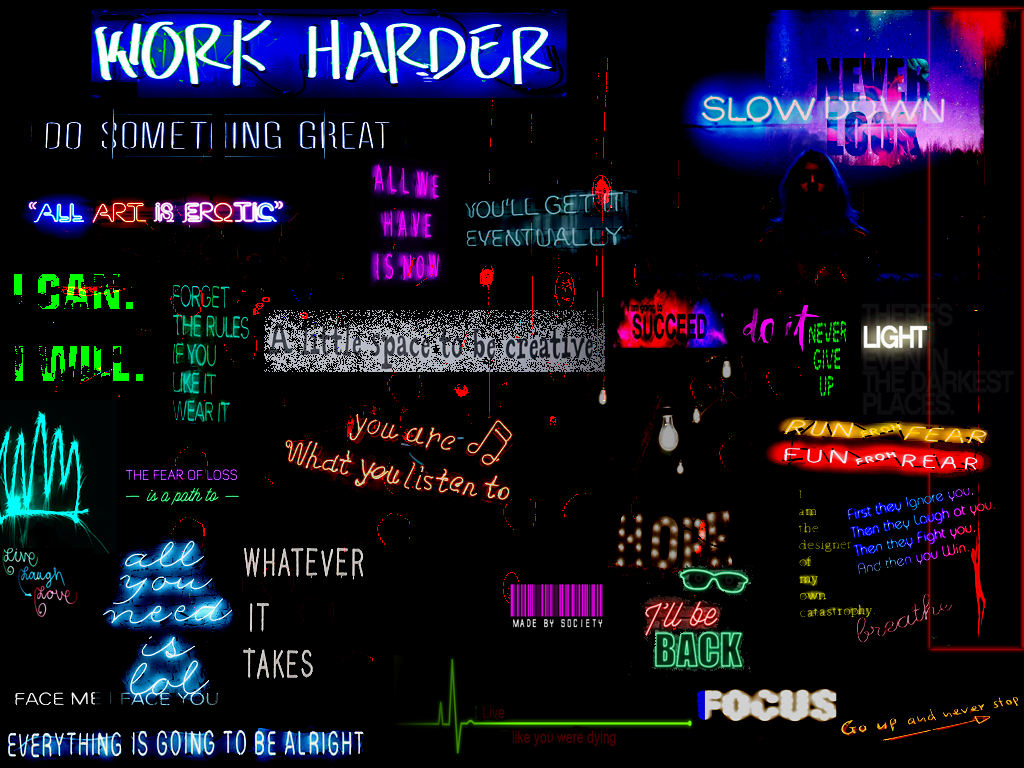 WORK HARDER
NEVER
SLOW DOWN
LOOK
DO SOMETHING GREAT
ALL WE
HAVE
IS NOW
"ALL ART IS EROTIC"
YOU'LL GET IT
EVENTUALLY
I CAN.
I WILL.
FORGET
THE RULES
IF YOU
LIKE IT
WEAR IT
A little space to be creative
SUCCEED
don't
NEVER
GIVE
UP
THERE'S
LIGHT
EVEN IN
THE DARKEST
PLACES.
you are
What you listen to
RUN FROM FEAR
FUN FROM REAR
THE FEAR OF LOSS
is a path to
I
am
the
designer
of
my
own
catastrophy.
First they Ignore you,
Then they Laugh at you,
Then they Fight you,
And then you Win.
Live
Laugh
Love
all
you
need
is
lol
WHATEVER
IT
TAKES
MADE BY SOCIETY
I'll be
BACK
breathe
FACE ME I FACE YOU
EVERYTHING IS GOING TO BE ALRIGHT
Live
like you were dying
FOCUS
Go up and never stop